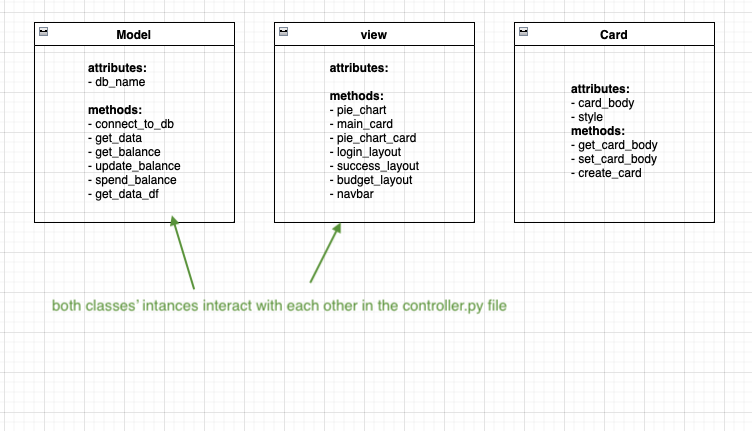 Model
attributes:
- db_name
methods:
- connect_to_db
- get_data
- get_balance
- update_balance
- spend_balance
- get_data_df
view
attributes:
methods:
- pie_chart
- main_card
- pie_chart_card
- login_layout
- success_layout
- budget_layout
- navbar
Card
attributes:
- card_body
- style
methods:
- get_card_body
- set_card_body
- create_card
both classes' intances interact with each other in the controller.py file